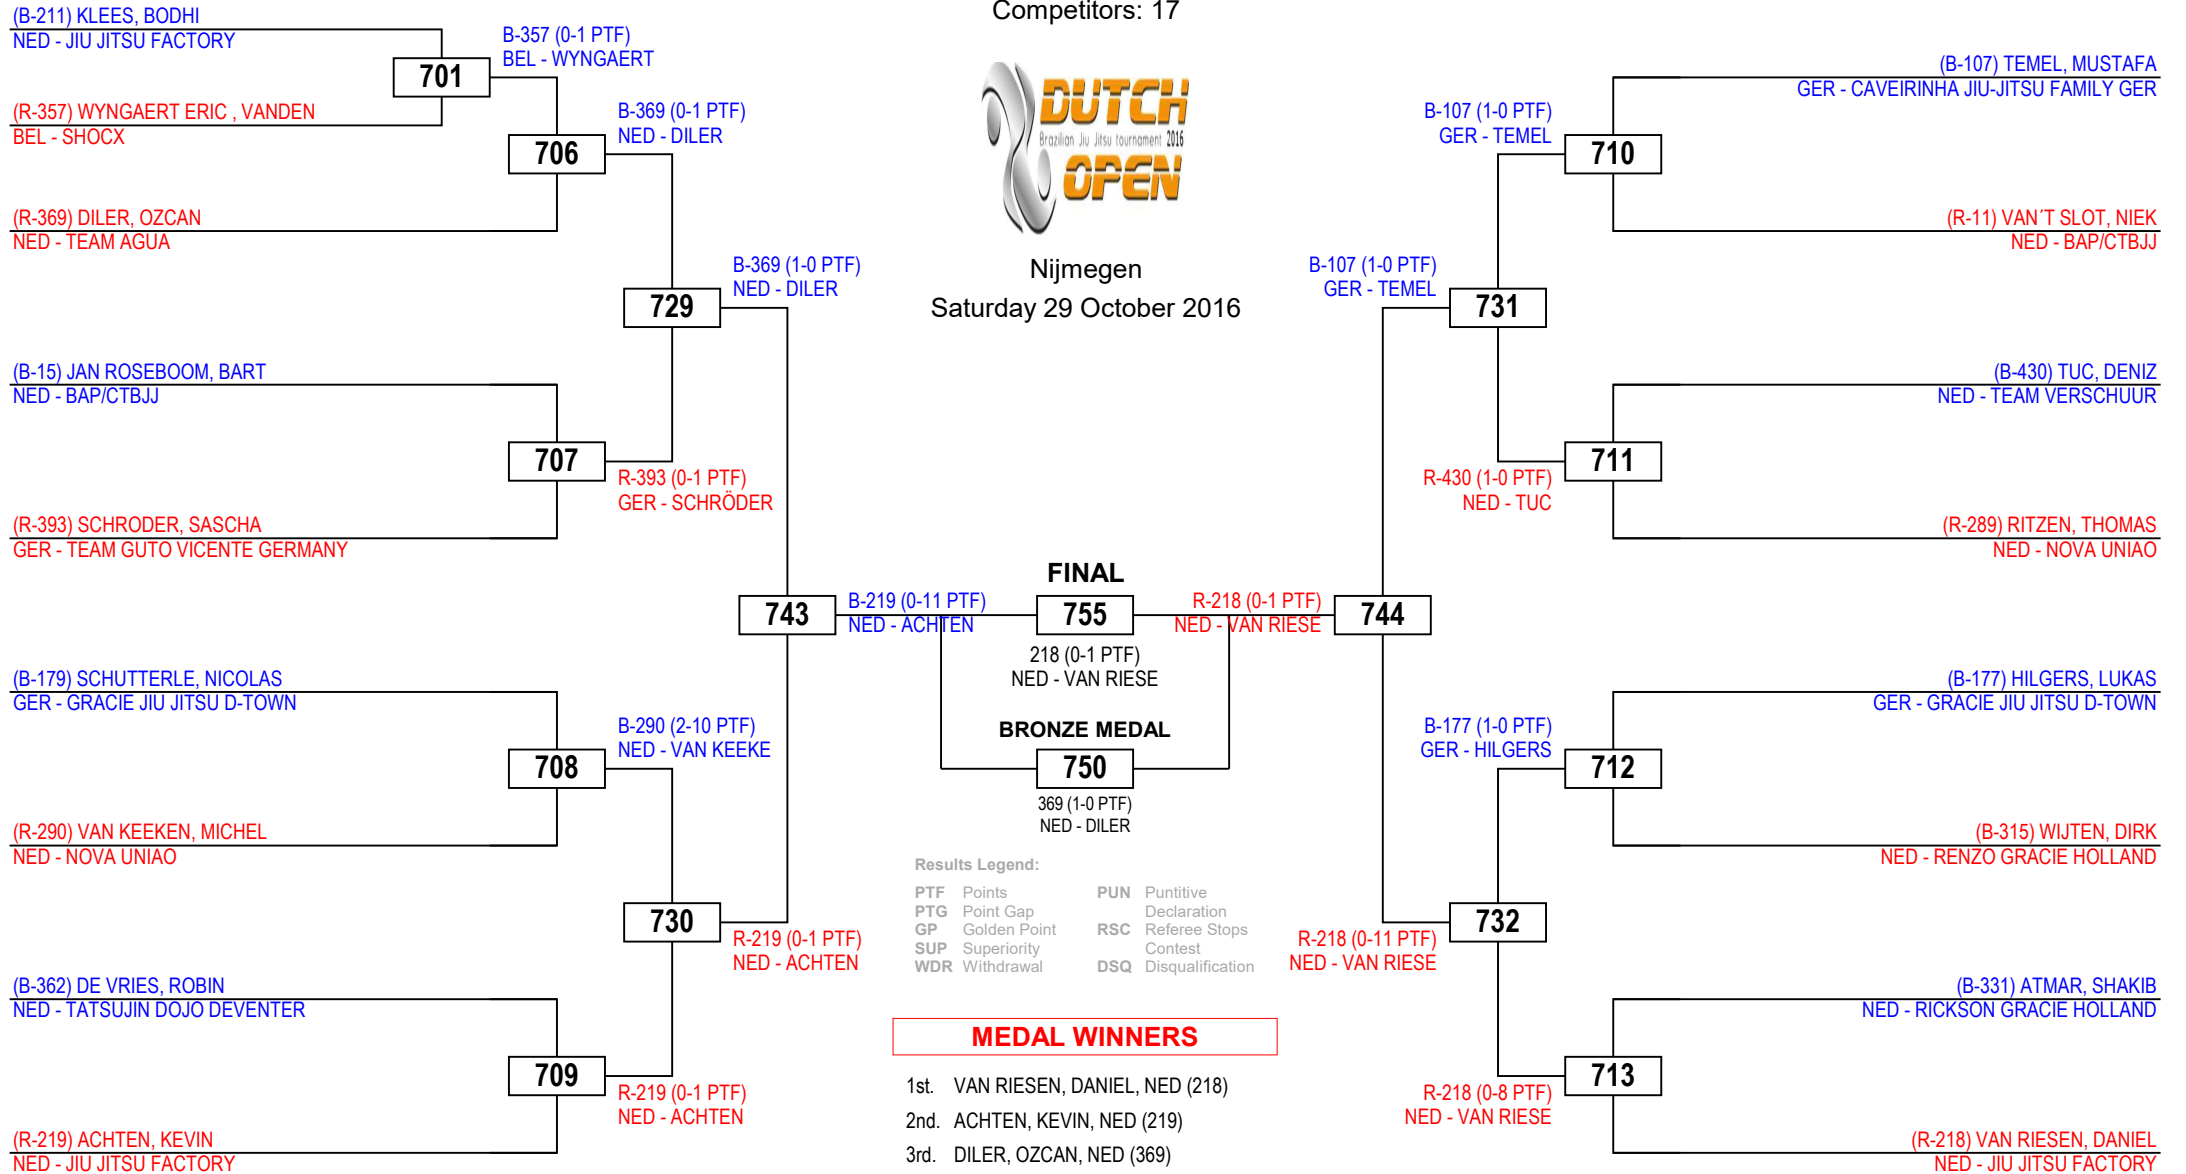 Competitors: 17
DUTCH
Brazilian Jiu Jitsu tournament 2016
OPEN
Nijmegen
Saturday 29 October 2016
(B-211) KLEES, BODHI
NED - JIU JITSU FACTORY
701
(R-357) WYNGAERT ERIC , VANDEN
BEL - SHOCX
B-357 (0-1 PTF)
BEL - WYNGAERT
706
(R-369) DILER, OZCAN
NED - TEAM AGUA
B-369 (0-1 PTF)
NED - DILER
729
B-369 (1-0 PTF)
NED - DILER
(B-15) JAN ROSEBOOM, BART
NED - BAP/CTBJJ
707
R-393 (0-1 PTF)
GER - SCHRÖDER
(R-393) SCHRODER, SASCHA
GER - TEAM GUTO VICENTE GERMANY
743
B-219 (0-11 PTF)
NED - ACHTEN
(B-179) SCHUTTERLE, NICOLAS
GER - GRACIE JIU JITSU D-TOWN
708
B-290 (2-10 PTF)
NED - VAN KEEKE
(R-290) VAN KEEKEN, MICHEL
NED - NOVA UNIAO
730
R-219 (0-1 PTF)
NED - ACHTEN
(B-362) DE VRIES, ROBIN
NED - TATSUJIN DOJO DEVENTER
709
R-219 (0-1 PTF)
NED - ACHTEN
(R-219) ACHTEN, KEVIN
NED - JIU JITSU FACTORY
FINAL
755
218 (0-1 PTF)
NED - VAN RIESE
BRONZE MEDAL
750
369 (1-0 PTF)
NED - DILER
Results Legend:
PTF Points
PTG Point Gap
GP Golden Point
SUP Superiority
WDR Withdrawal
PUN Puntitive
Declaration
RSC Referee Stops
Contest
DSQ Disqualification
MEDAL WINNERS
1st. VAN RIESEN, DANIEL, NED (218)
2nd. ACHTEN, KEVIN, NED (219)
3rd. DILER, OZCAN, NED (369)
(B-107) TEMEL, MUSTAFA
GER - CAVEIRINHA JIU-JITSU FAMILY GER
B-107 (1-0 PTF)
GER - TEMEL
710
(R-11) VAN´T SLOT, NIEK
NED - BAP/CTBJJ
B-107 (1-0 PTF)
GER - TEMEL
731
(B-430) TUC, DENIZ
NED - TEAM VERSCHUUR
711
R-430 (1-0 PTF)
NED - TUC
(R-289) RITZEN, THOMAS
NED - NOVA UNIAO
R-218 (0-1 PTF)
NED - VAN RIESE
744
(B-177) HILGERS, LUKAS
GER - GRACIE JIU JITSU D-TOWN
B-177 (1-0 PTF)
GER - HILGERS
712
(B-315) WIJTEN, DIRK
NED - RENZO GRACIE HOLLAND
732
R-218 (0-11 PTF)
NED - VAN RIESE
(B-331) ATMAR, SHAKIB
NED - RICKSON GRACIE HOLLAND
713
R-218 (0-8 PTF)
NED - VAN RIESE
(R-218) VAN RIESEN, DANIEL
NED - JIU JITSU FACTORY